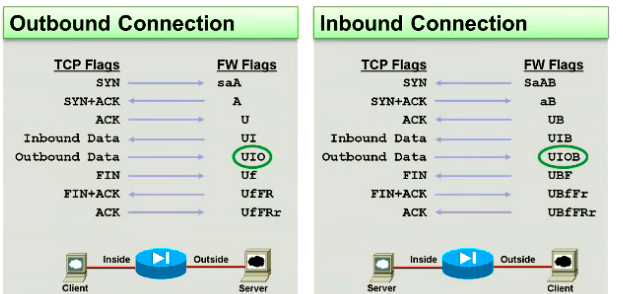 Outbound Connection
TCP Flags FW Flags
SYN saA
SYN+ACK A
ACK U
Inbound Data UI
Outbound Data UIO
FIN Uf
FIN+ACK UfFR
ACK UfFRr
Inside Outside
Client Server
Inbound Connection
TCP Flags FW Flags
SYN SaAB
SYN+ACK aB
ACK UB
Inbound Data UIB
Outbound Data UIOB
FIN UBF
FIN+ACK UBfFr
ACK UBfFRr
Inside Outside
Server Client